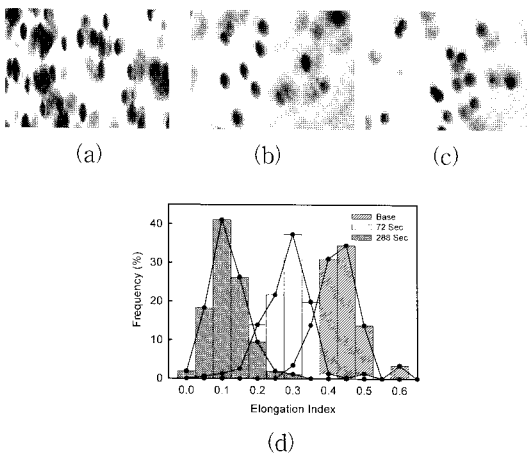 (a)
(b)
(c)
Base
72 Sec
288 Sec
Frequency (%)
40
30
20
10
0
0.0 0.1 0.2 0.3 0.4 0.5 0.6
Elongation Index
(d)